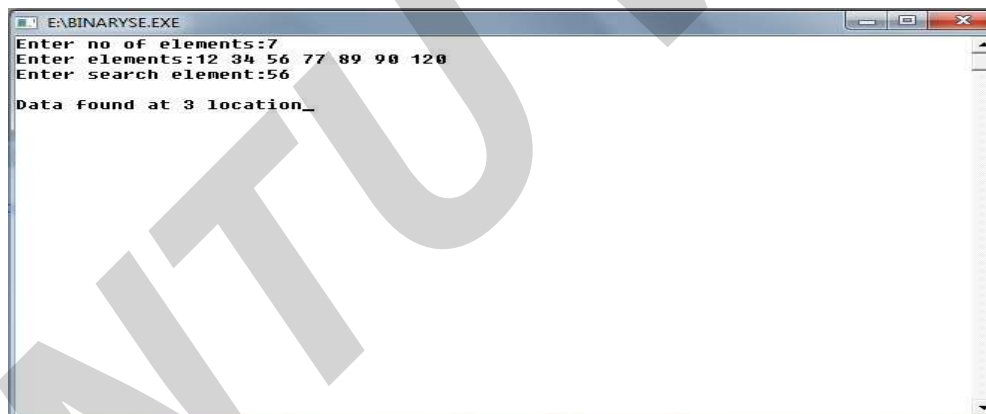 E:\BINARYSE.EXE
Enter no of elements:7
Enter elements:12 34 56 77 89 90 120
Enter search element:56
Data found at 3 location_
NTU